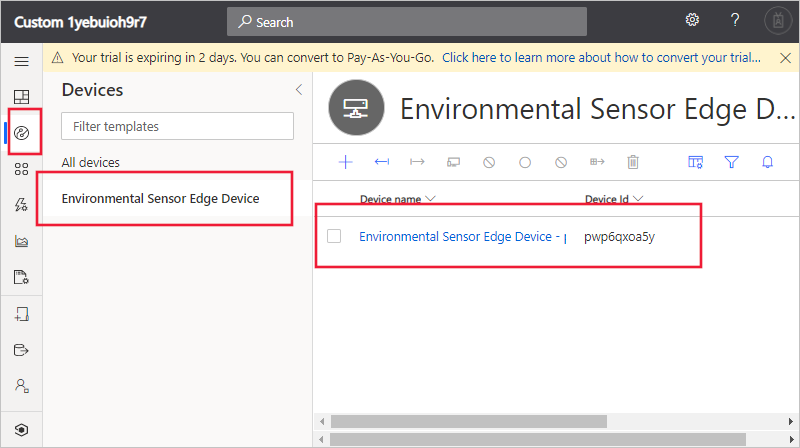 Custom 1yebuioh9r7
Search
?
Your trial is expiring in 2 days. You can convert to Pay-As-You-Go. Click here to learn more about how to convert your trial...
Devices
Environmental Sensor Edge D...
Filter templates
All devices
Environmental Sensor Edge Device
Device name
Device Id
Environmental Sensor Edge Device - p
pwp6qxoa5y